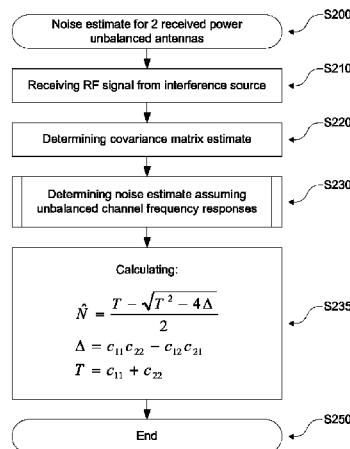 Noise estimate for 2 received power
unbalanced antennas
S200
Receiving RF signal from interference source
S210
Determining covariance matrix estimate
S220
Determining noise estimate assuming
unbalanced channel frequency responses
S230
Calculating:
N̂ = (T − √(T² − 4Δ)) / 2
Δ = c₁₁c₂₂ − c₁₂c₂₁
T = c₁₁ + c₂₂
S235
End
S250